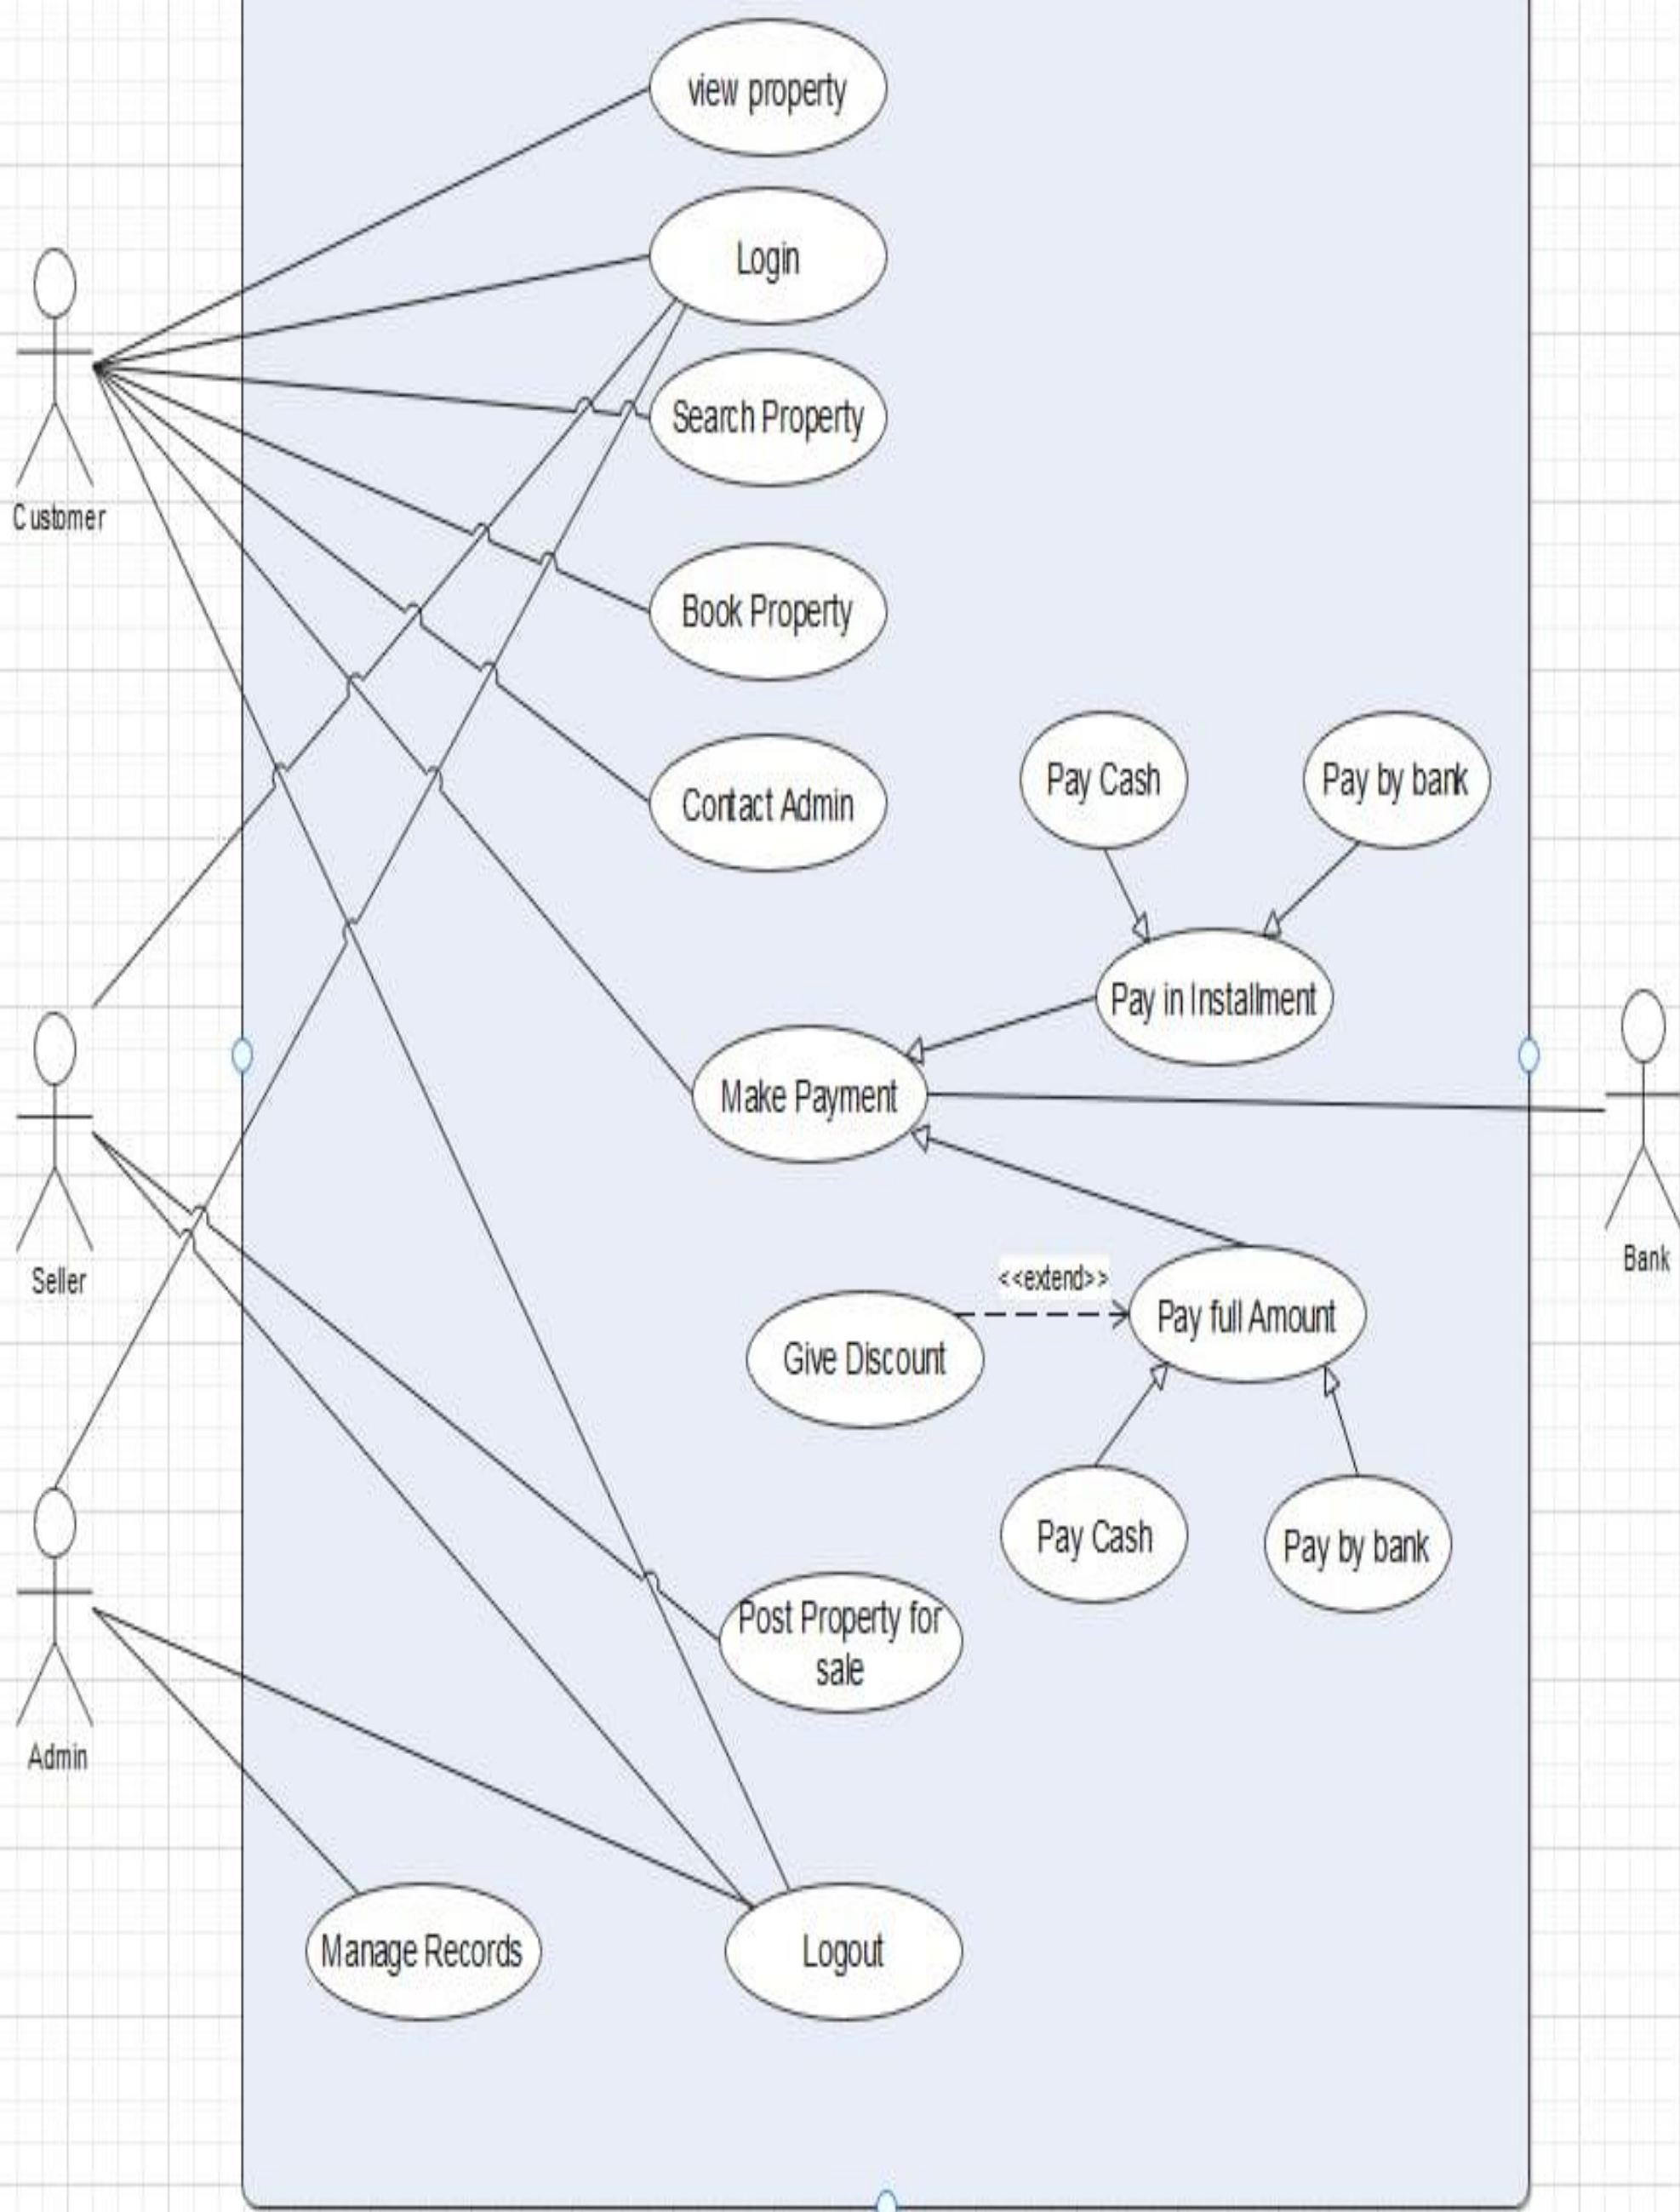 view property
Login
Search Property
Customer
Book Property
Contact Admin
Pay Cash
Pay by bank
Pay in Installment
Make Payment
Bank
Seller
<<extend>>
Pay full Amount
Give Discount
Pay Cash
Pay by bank
Post Property for
sale
Admin
Manage Records
Logout